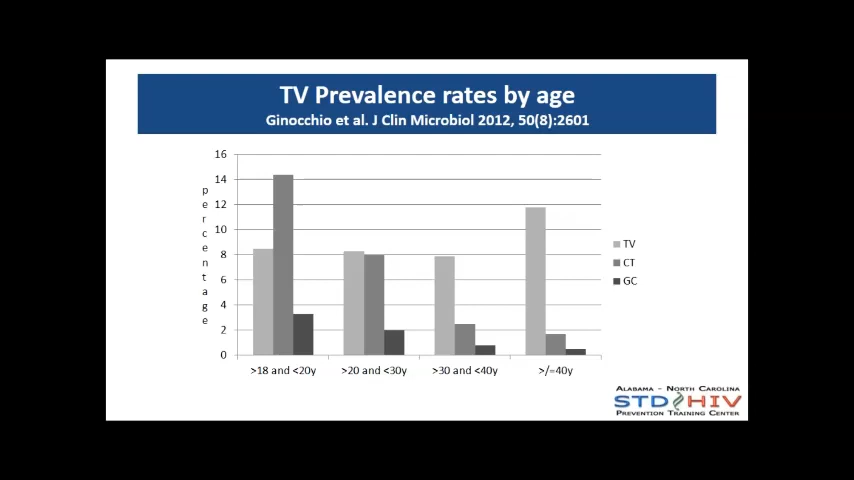 TV Prevalence rates by age
Ginocchio et al. J Clin Microbiol 2012, 50(8):2601
percentage
16
14
12
10
8
6
4
2
0
>18 and <20y
>20 and <30y
>30 and <40y
>/=40y
TV
CT
GC
ALABAMA - NORTH CAROLINA
STD HIV
PREVENTION TRAINING CENTER